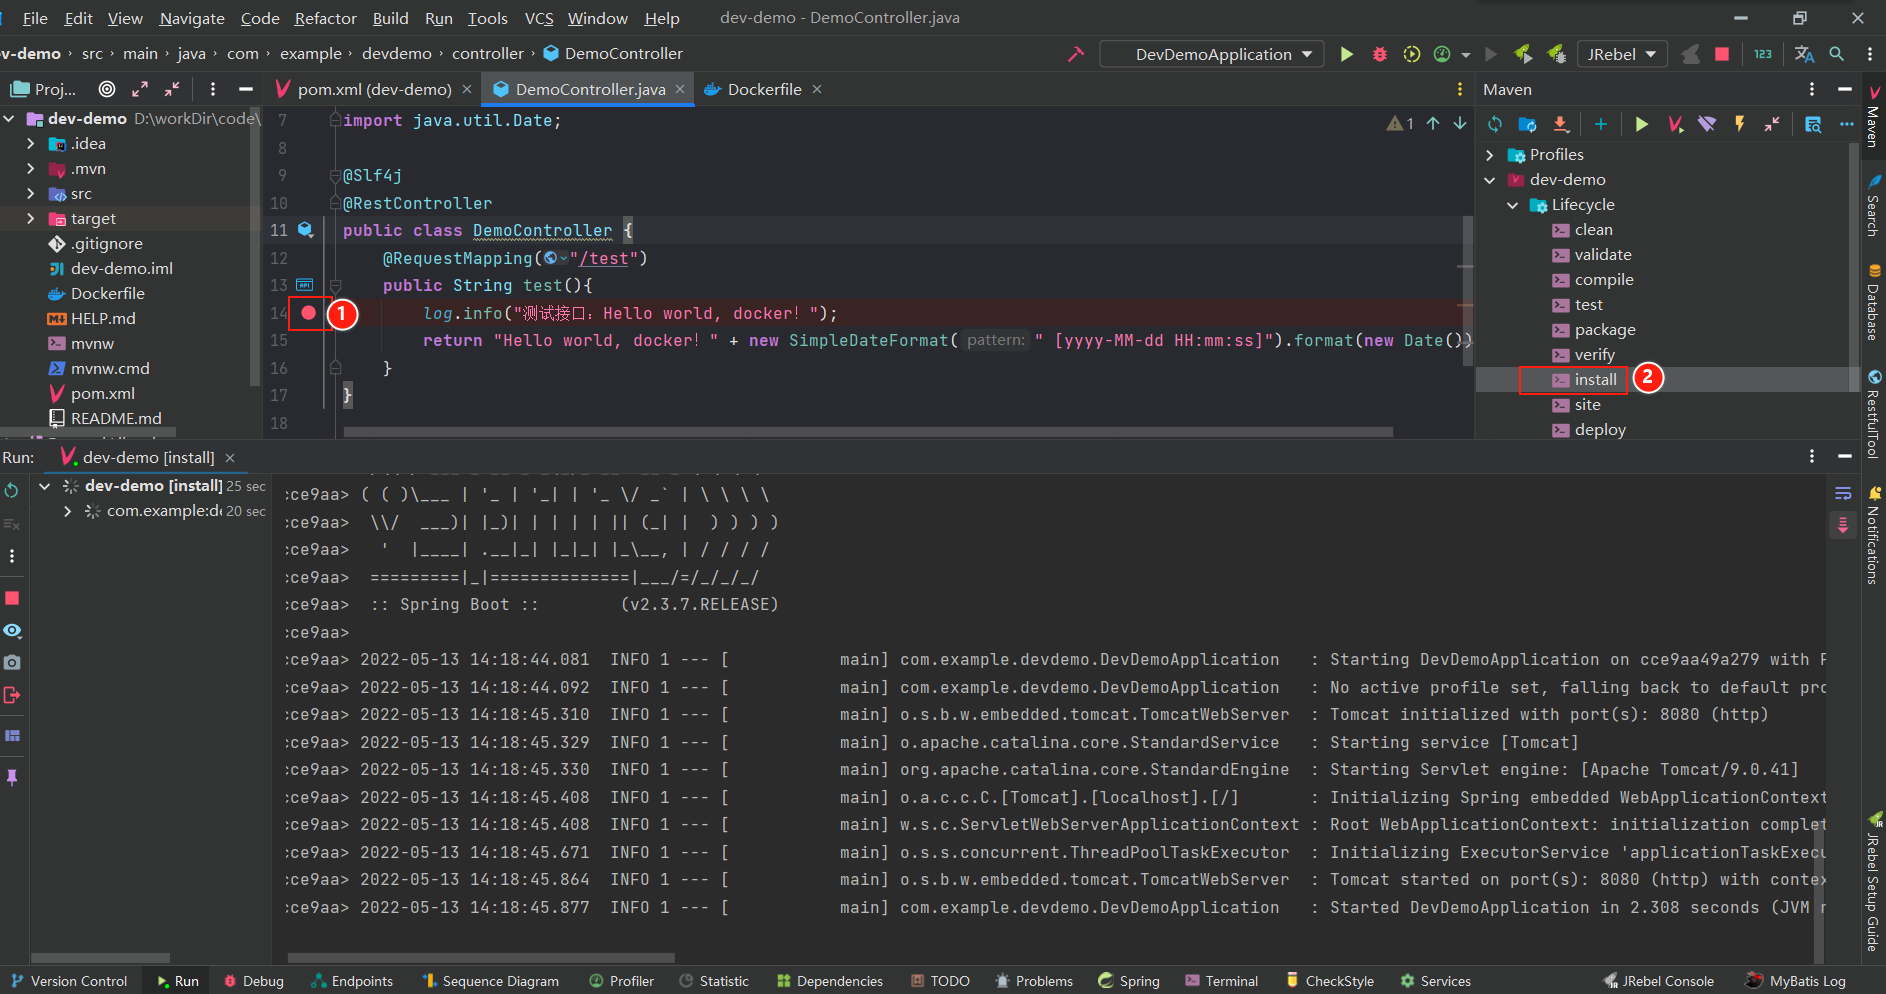 File Edit View Navigate Code Refactor Build Run Tools VCS Window Help dev-demo - DemoController.java
ev-demo › src › main › java › com › example › devdemo › controller › DemoController DevDemoApplication JRebel 123
Proj... pom.xml (dev-demo) × DemoController.java × Dockerfile × Maven
dev-demo D:\workDir\code\
.idea
.mvn
src
target
.gitignore
dev-demo.iml
Dockerfile
HELP.md
mvnw
mvnw.cmd
pom.xml
README.md
7 import java.util.Date;
8
9 @Slf4j
10 @RestController
11 public class DemoController {
12 @RequestMapping("/test")
13 public String test(){
14 log.info("测试接口：Hello world, docker! ");
15 return "Hello world, docker! " + new SimpleDateFormat( pattern: " [yyyy-MM-dd HH:mm:ss]").format(new Date())
16 }
17 }
18
1
1
API
Profiles
dev-demo
Lifecycle
clean
validate
compile
test
package
verify
install
2
site
deploy
Maven
Search
Database
RestfulTool
Notifications
JRebel Setup Guide
Run: dev-demo [install] ×
dev-demo [install] 25 sec
com.example:de 20 sec
:ce9aa> ( ( )\___ | '_ | '_| | '_ \/ _` | \ \ \ \
:ce9aa> \\/ ___)| |_)| | | | | || (_| | ) ) ) )
:ce9aa> ' |____| .__|_| |_|_| |_\__, | / / / /
:ce9aa> =========|_|==============|___/=/_/_/_/
:ce9aa> :: Spring Boot :: (v2.3.7.RELEASE)
:ce9aa>
:ce9aa> 2022-05-13 14:18:44.081 INFO 1 --- [ main] com.example.devdemo.DevDemoApplication : Starting DevDemoApplication on cce9aa49a279 with P
:ce9aa> 2022-05-13 14:18:44.092 INFO 1 --- [ main] com.example.devdemo.DevDemoApplication : No active profile set, falling back to default pro
:ce9aa> 2022-05-13 14:18:45.310 INFO 1 --- [ main] o.s.b.w.embedded.tomcat.TomcatWebServer : Tomcat initialized with port(s): 8080 (http)
:ce9aa> 2022-05-13 14:18:45.329 INFO 1 --- [ main] o.apache.catalina.core.StandardService : Starting service [Tomcat]
:ce9aa> 2022-05-13 14:18:45.330 INFO 1 --- [ main] org.apache.catalina.core.StandardEngine : Starting Servlet engine: [Apache Tomcat/9.0.41]
:ce9aa> 2022-05-13 14:18:45.408 INFO 1 --- [ main] o.a.c.c.C.[Tomcat].[localhost].[/] : Initializing Spring embedded WebApplicationContext
:ce9aa> 2022-05-13 14:18:45.408 INFO 1 --- [ main] w.s.c.ServletWebServerApplicationContext : Root WebApplicationContext: initialization complet
:ce9aa> 2022-05-13 14:18:45.671 INFO 1 --- [ main] o.s.s.concurrent.ThreadPoolTaskExecutor : Initializing ExecutorService 'applicationTaskExecu
:ce9aa> 2022-05-13 14:18:45.864 INFO 1 --- [ main] o.s.b.w.embedded.tomcat.TomcatWebServer : Tomcat started on port(s): 8080 (http) with contex
:ce9aa> 2022-05-13 14:18:45.877 INFO 1 --- [ main] com.example.devdemo.DevDemoApplication : Started DevDemoApplication in 2.308 seconds (JVM r
Version Control Run Debug Endpoints Sequence Diagram Profiler Statistic Dependencies TODO Problems Spring Terminal CheckStyle Services JRebel Console MyBatis Log